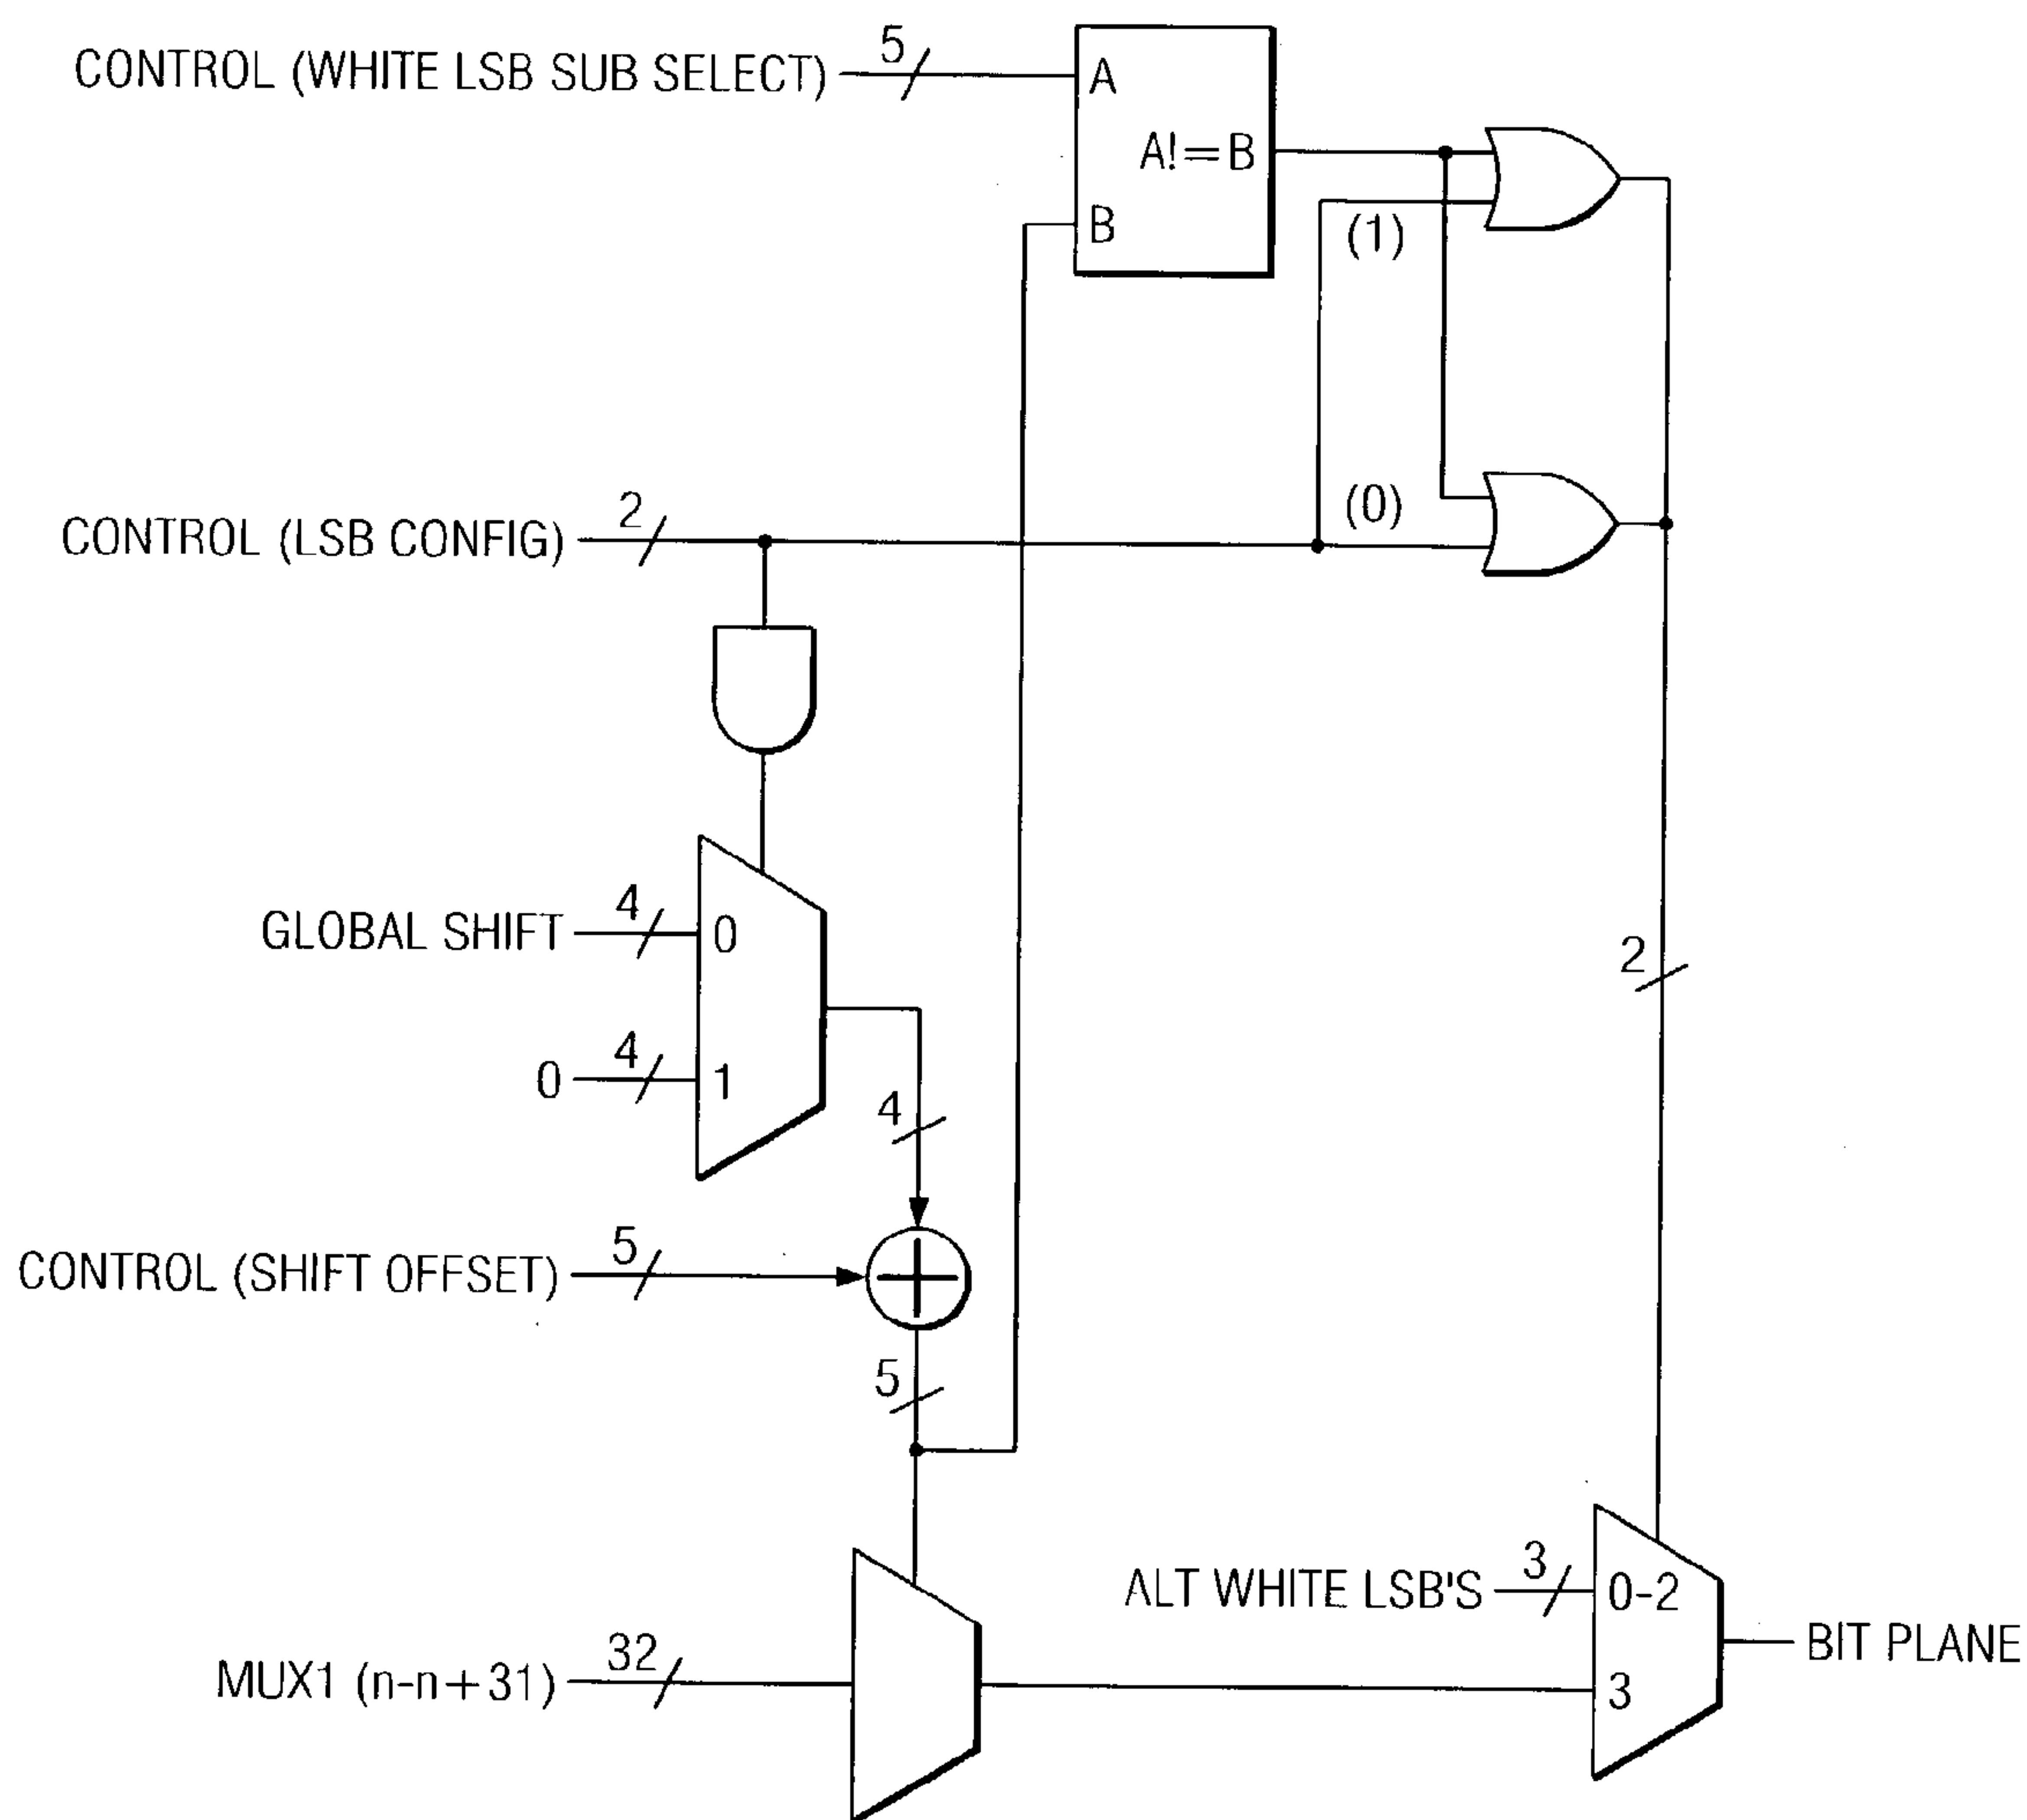 CONTROL (WHITE LSB SUB SELECT)
5
A
A!=B
B
(1)
CONTROL (LSB CONFIG)
2
(0)
GLOBAL SHIFT
4
0
0
4
1
4
2
CONTROL (SHIFT OFFSET)
5
5
ALT WHITE LSB'S
3
0-2
BIT PLANE
MUX1 (n-n+31)
32
3